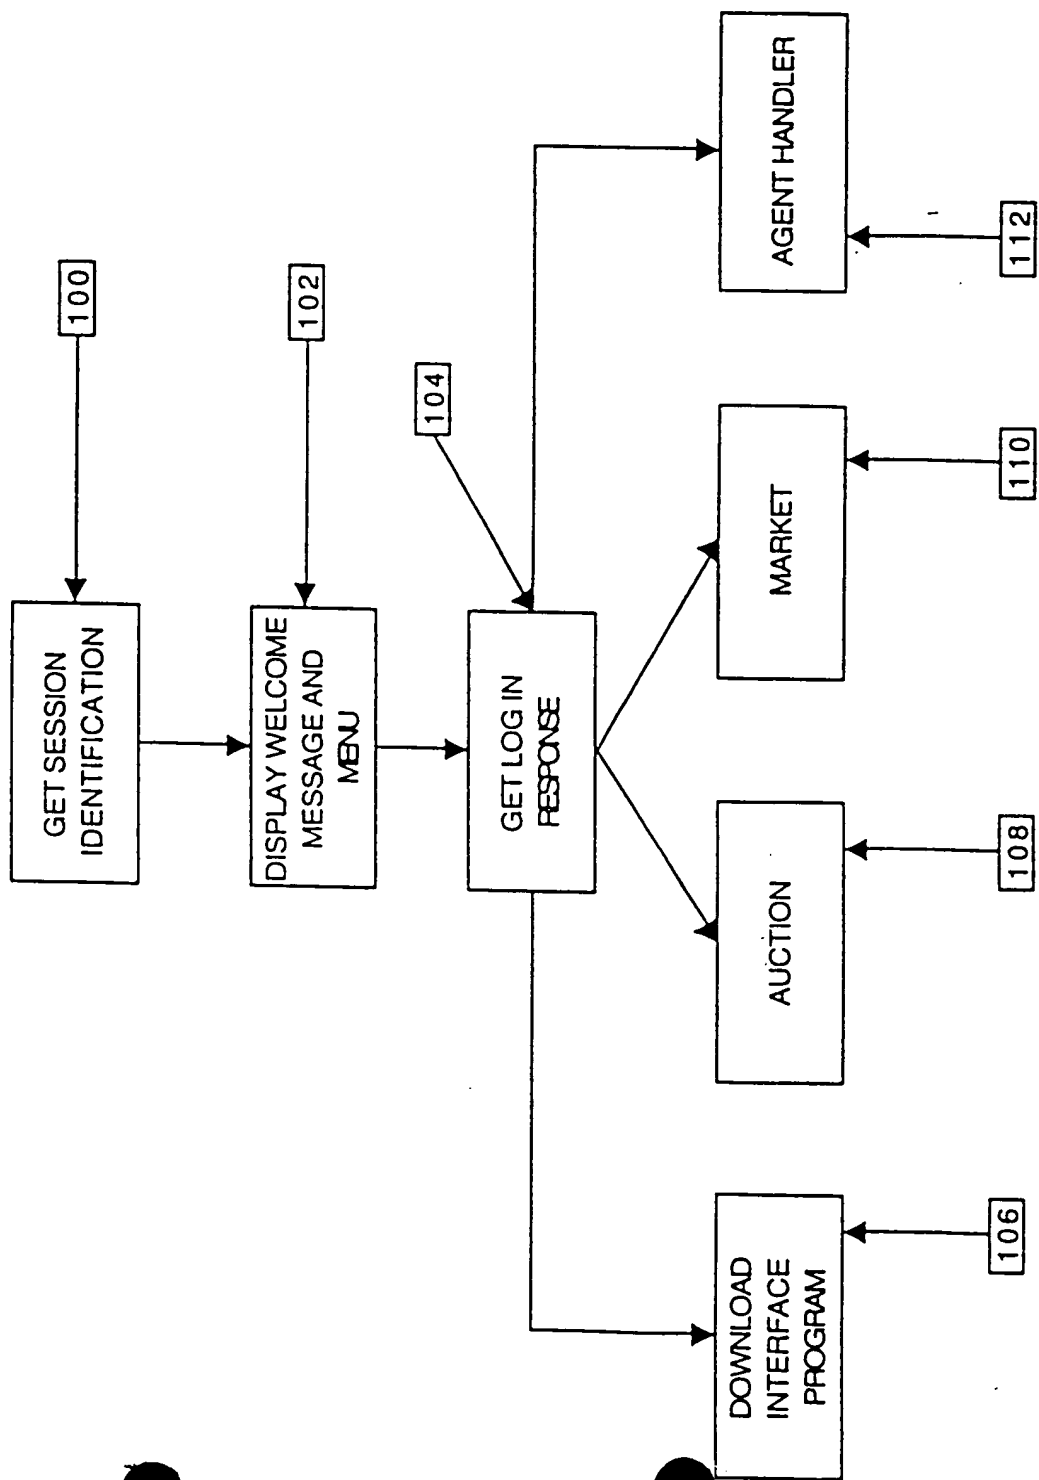 GET SESSION
IDENTIFICATION
100
DISPLAY WELCOME
MESSAGE AND
MENU
102
GET LOG IN
RESPONSE
104
DOWNLOAD
INTERFACE
PROGRAM
106
AUCTION
108
MARKET
110
AGENT HANDLER
112